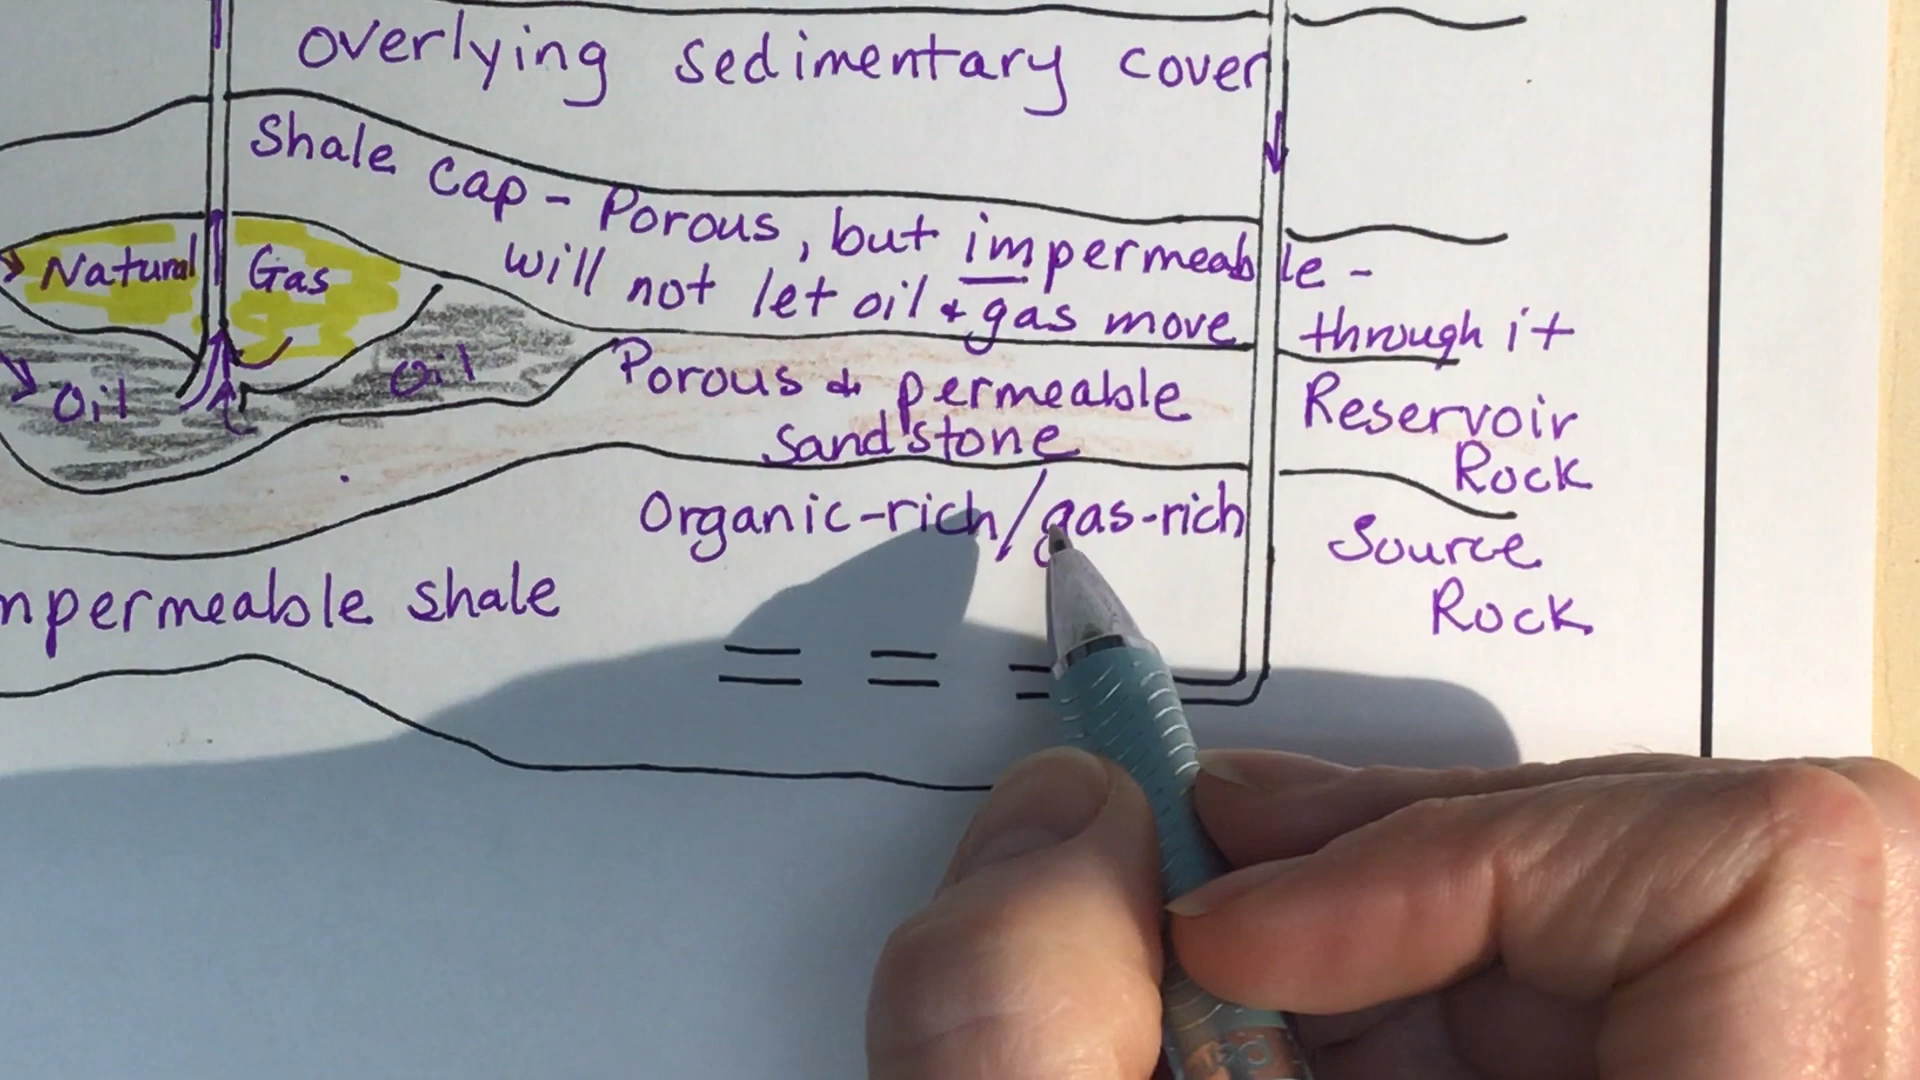 overlying sedimentary cover
Shale cap - Porous, but impermeable -
will not let oil & gas move through it
Natural Gas
Oil
Oil
Porous & permeable
sandstone
Reservoir
Rock
Organic-rich/gas-rich
Source
Rock
npermeable shale